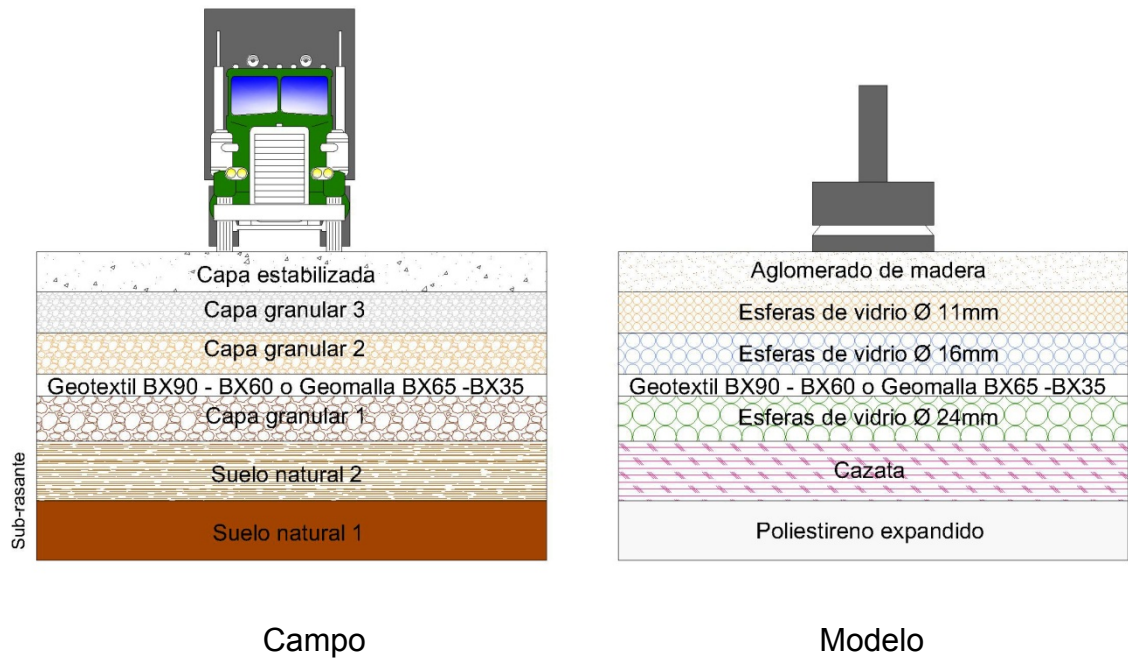 Capa estabilizada
Capa granular 3
Capa granular 2
Geotextil BX90 - BX60 o Geomalla BX65 -BX35
Capa granular 1
Suelo natural 2
Suelo natural 1
Sub-rasante
Campo
Aglomerado de madera
Esferas de vidrio Ø 11mm
Esferas de vidrio Ø 16mm
Geotextil BX90 - BX60 o Geomalla BX65 -BX35
Esferas de vidrio Ø 24mm
Cazata
Poliestireno expandido
Modelo